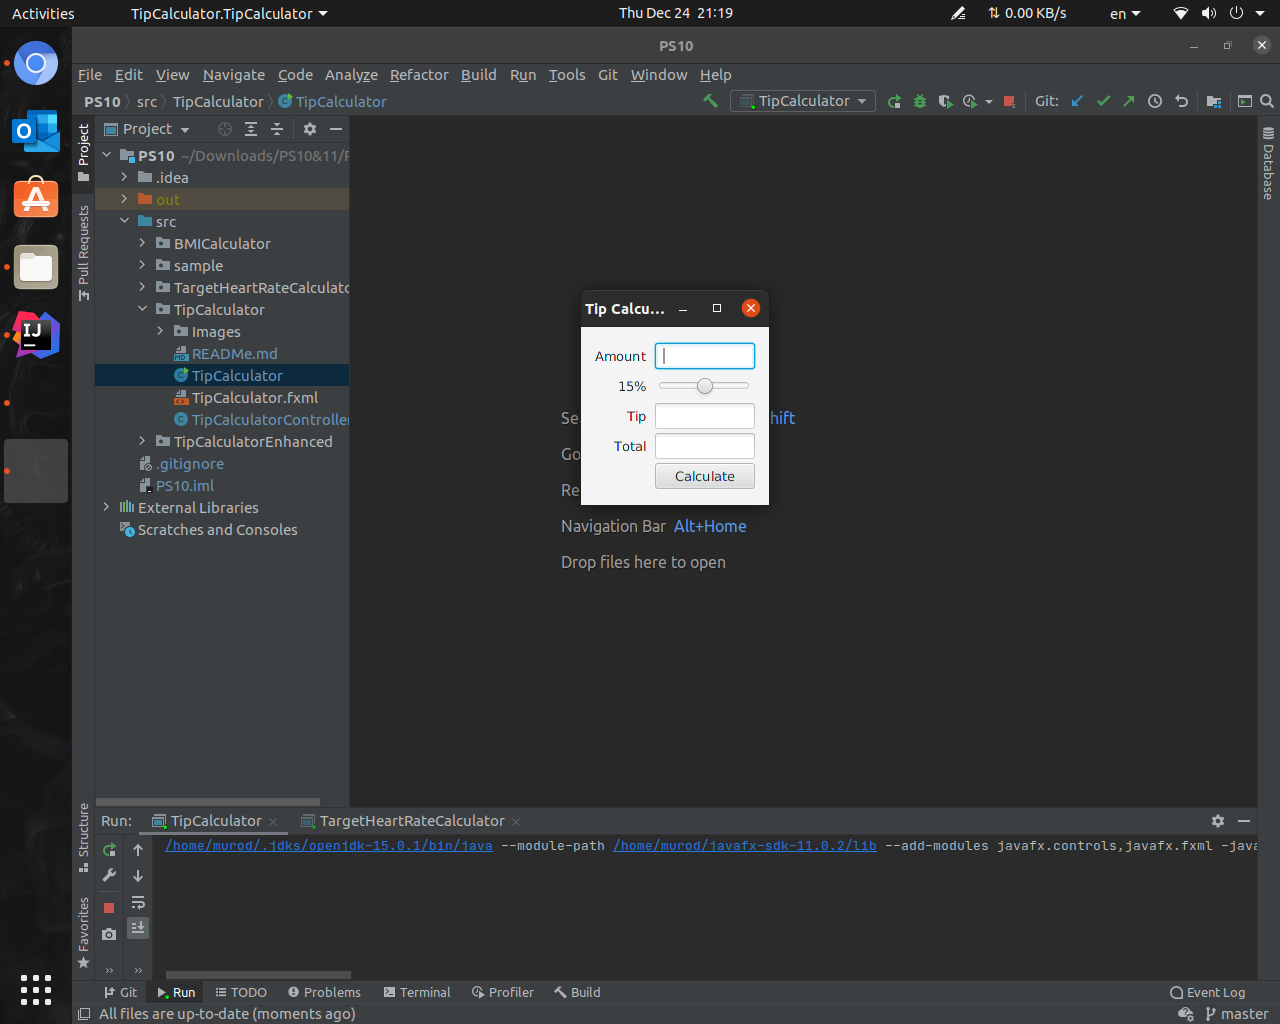 Activities
TipCalculator.TipCalculator
Thu Dec 24 21:19
0.00 KB/s
en
PS10
File Edit View Navigate Code Analyze Refactor Build Run Tools Git Window Help
PS10 src TipCalculator TipCalculator
TipCalculator
Git:
Project
PS10 ~/Downloads/PS10&11/
.idea
out
src
BMICalculator
sample
TargetHeartRateCalculato
TipCalculator
Images
READMe.md
TipCalculator
TipCalculator.fxml
TipCalculatorController
TipCalculatorEnhanced
.gitignore
PS10.iml
External Libraries
Scratches and Consoles
Project
Pull Requests
Structure
Favorites
Database
Tip Calcu...
Amount
15%
Tip
Total
Calculate
Se
hift
Go
Re
Navigation Bar Alt+Home
Drop files here to open
Run: TipCalculator TargetHeartRateCalculator
/home/murod/.jdks/openjdk-15.0.1/bin/java --module-path /home/murod/javafx-sdk-11.0.2/lib --add-modules javafx.controls,javafx.fxml -java
Git Run TODO Problems Terminal Profiler Build Event Log
All files are up-to-date (moments ago)
master